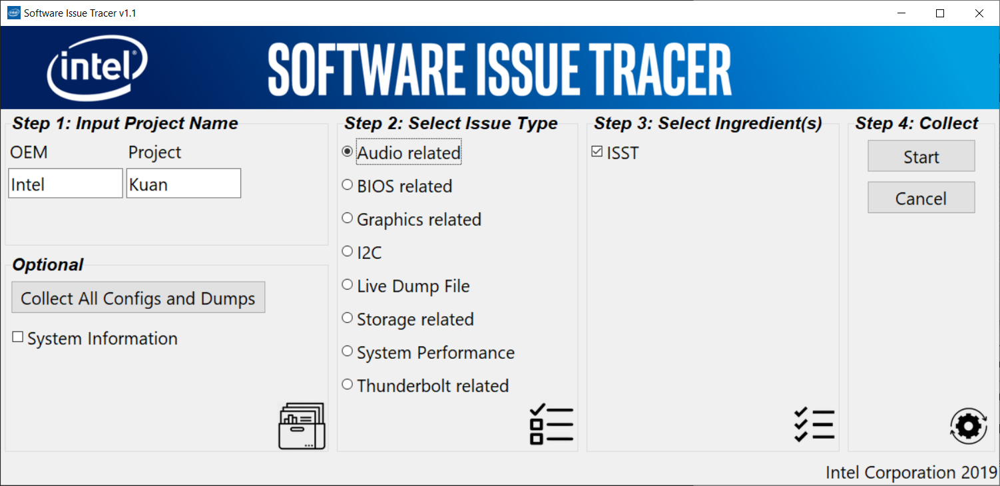 intel
Software Issue Tracer v1.1
intel®
SOFTWARE ISSUE TRACER
Step 1: Input Project Name
OEM Project
Intel Kuan
Optional
Collect All Configs and Dumps
System Information
Step 2: Select Issue Type
Audio related
BIOS related
Graphics related
I2C
Live Dump File
Storage related
System Performance
Thunderbolt related
Step 3: Select Ingredient(s)
ISST
Step 4: Collect
Start
Cancel
Intel Corporation 2019